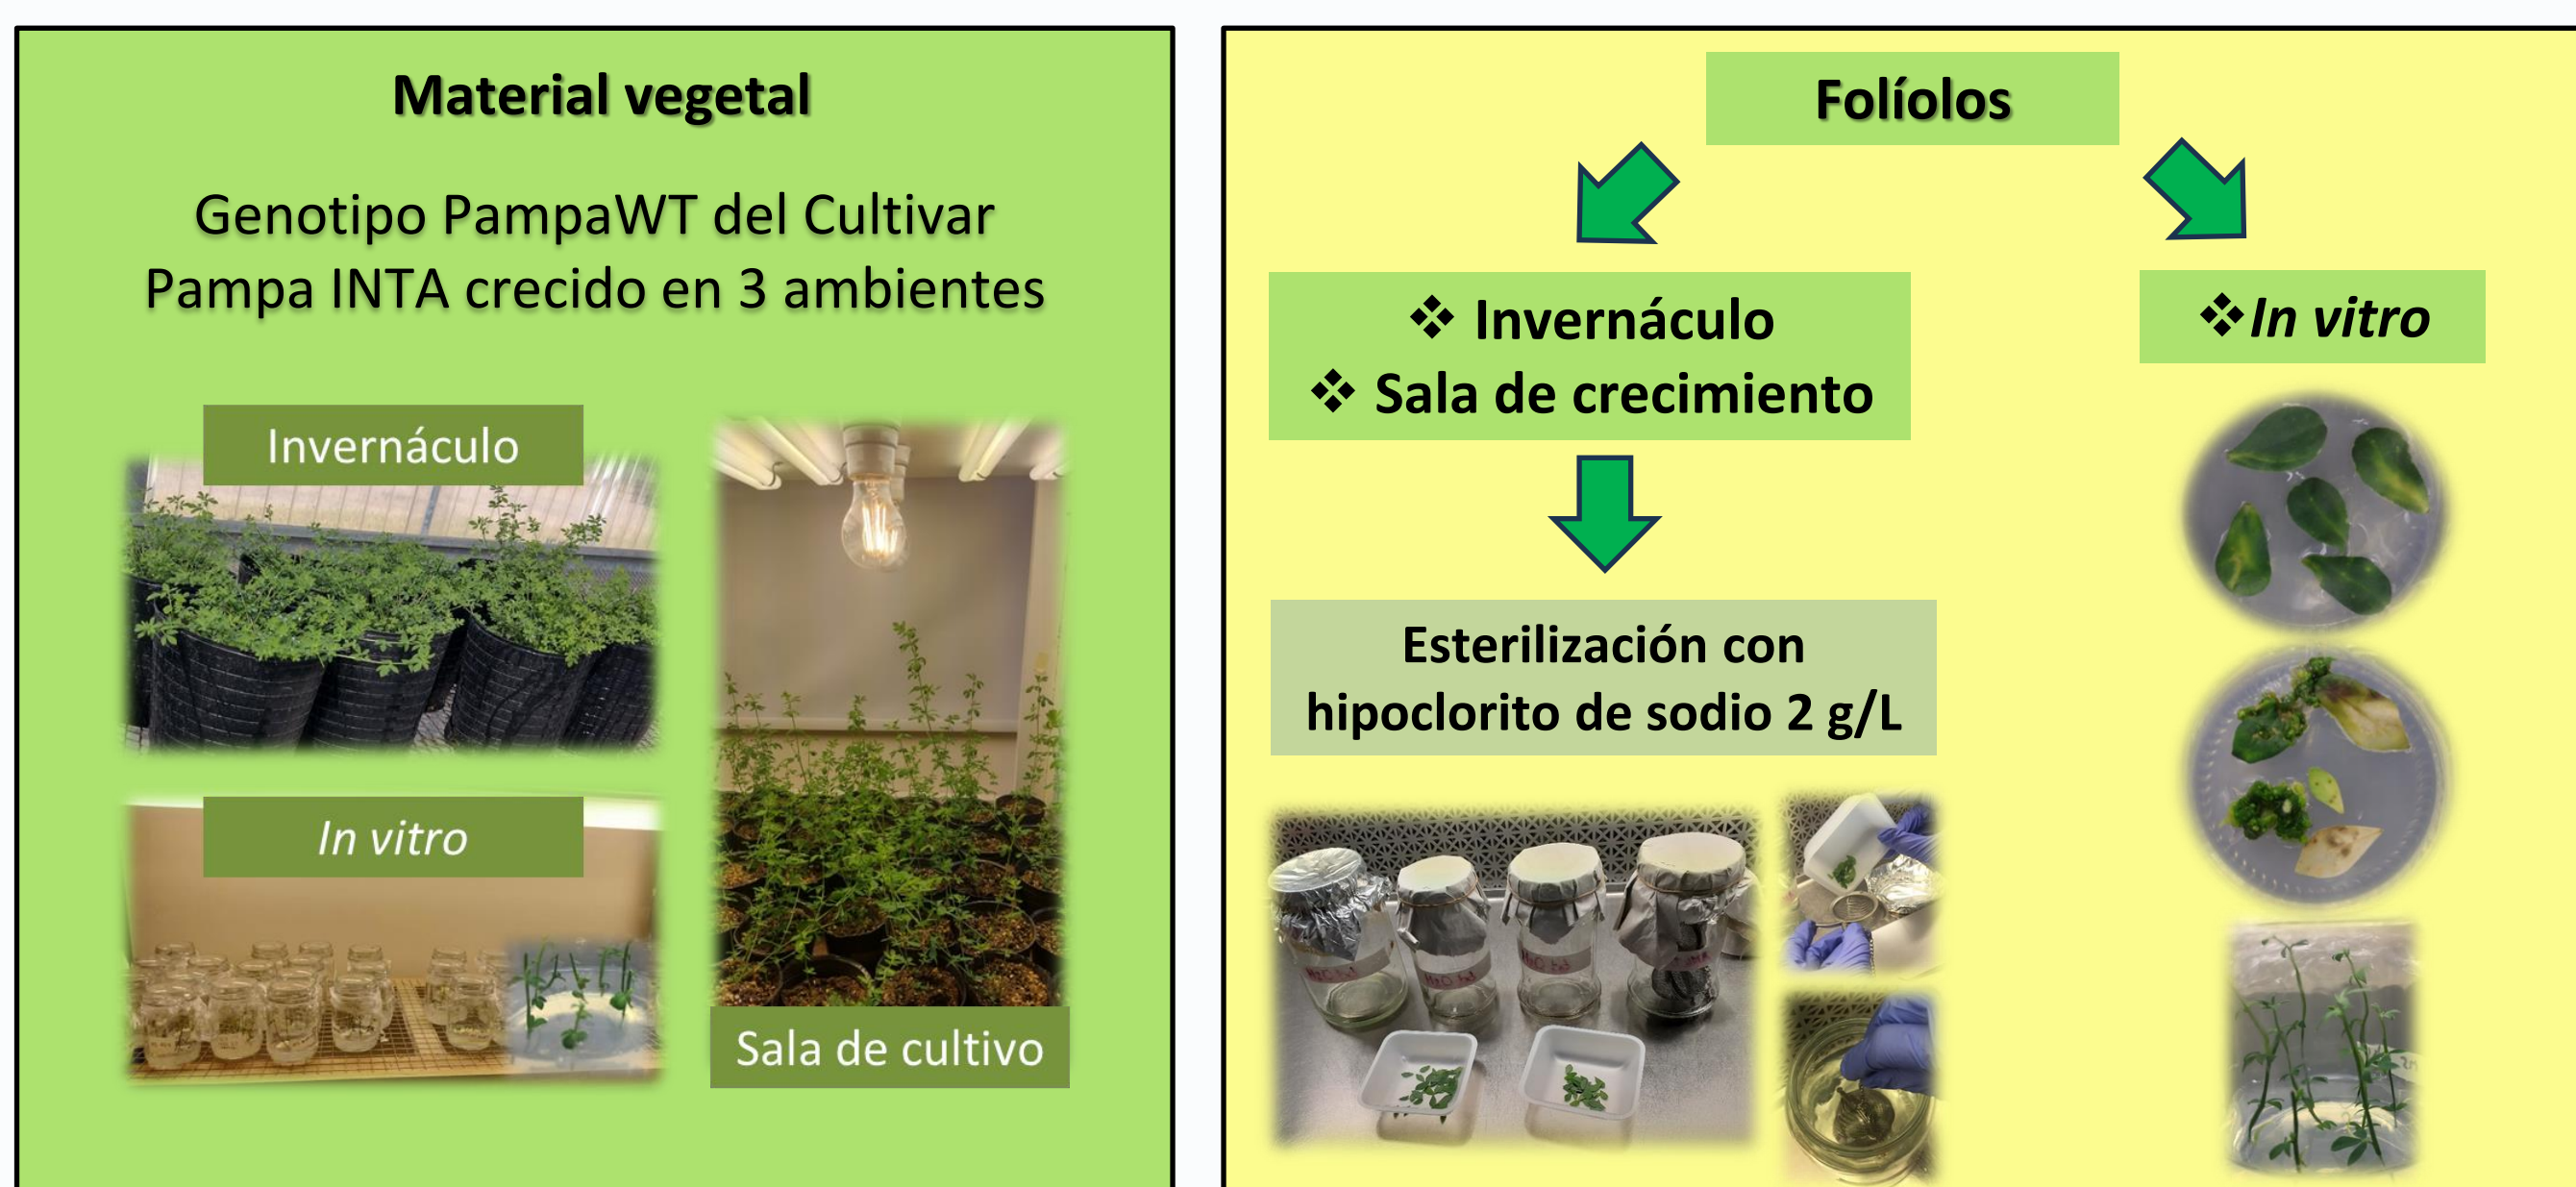 Material vegetal
Genotipo PampaWT del Cultivar
Pampa INTA crecido en 3 ambientes
Invernáculo
In vitro
Sala de cultivo
Folíolos
❖ Invernáculo
❖ Sala de crecimiento
❖In vitro
Esterilización con
hipoclorito de sodio 2 g/L